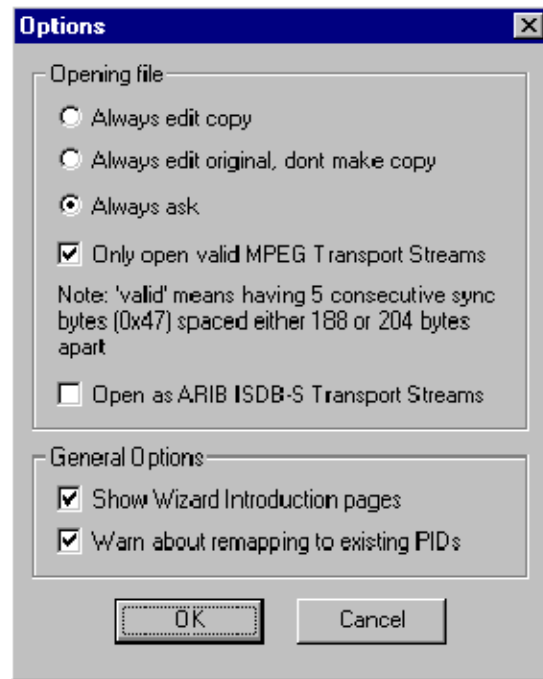 Options
Opening file
Always edit copy
Always edit original, dont make copy
Always ask
Only open valid MPEG Transport Streams
Note: 'valid' means having 5 consecutive sync
bytes (0x47) spaced either 188 or 204 bytes
apart
Open as ARIB ISDB-S Transport Streams
General Options
Show Wizard Introduction pages
Warn about remapping to existing PIDs
OK
Cancel